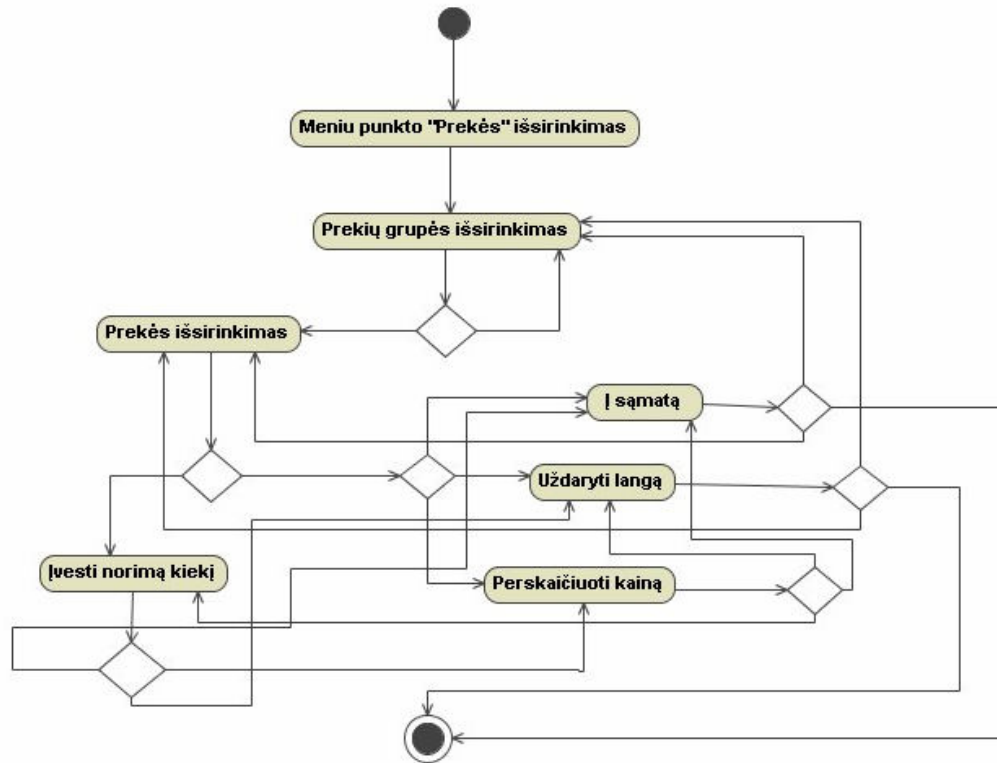 Meniu punkto "Prekės" išsirinkimas
Prekių grupės išsirinkimas
Prekės išsirinkimas
Į sąmatą
Uždaryti langą
Įvesti norimą kiekį
Perskaičiuoti kainą